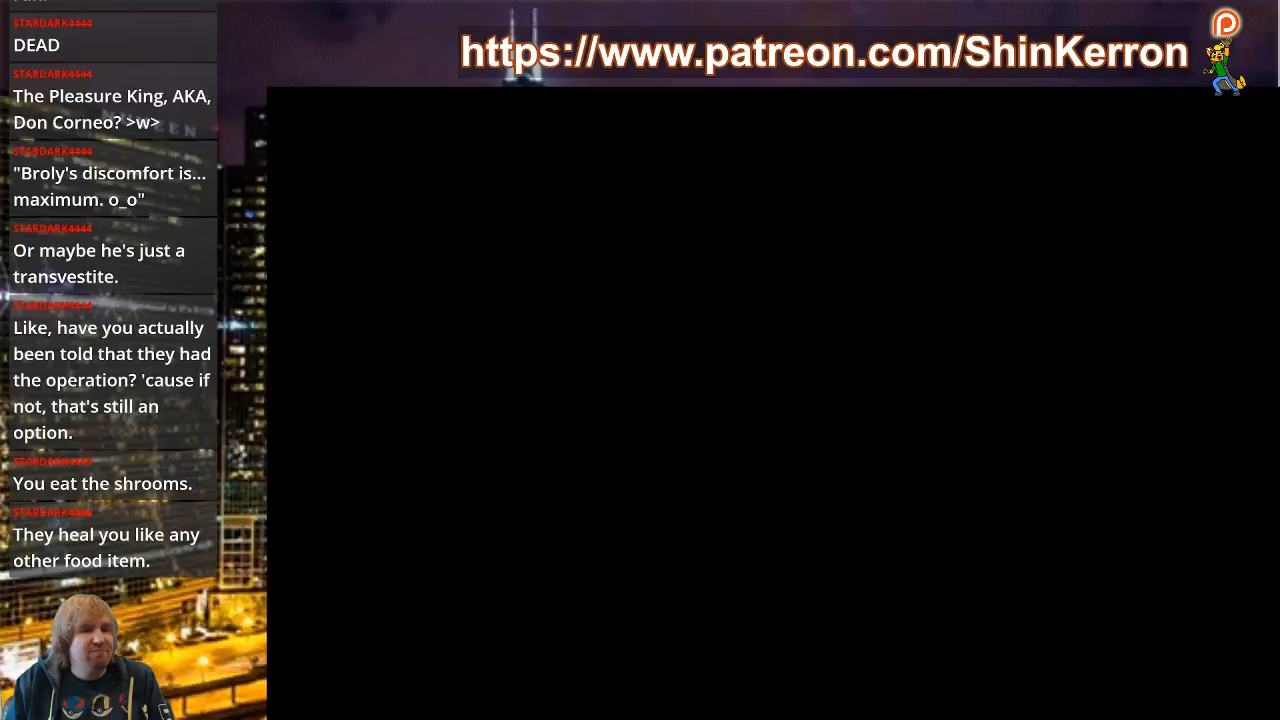 STARDARK4444
DEAD
https://www.patreon.com/ShinKerron
STARDARK4444
The Pleasure King, AKA,
Don Corneo? >w>
STARDARK4444
"Broly's discomfort is...
maximum. o_o"
STARDARK4444
Or maybe he's just a
transvestite.
STARDARK4444
Like, have you actually
been told that they had
the operation? 'cause if
not, that's still an
option.
STARDARK4444
You eat the shrooms.
STARDARK4444
They heal you like any
other food item.